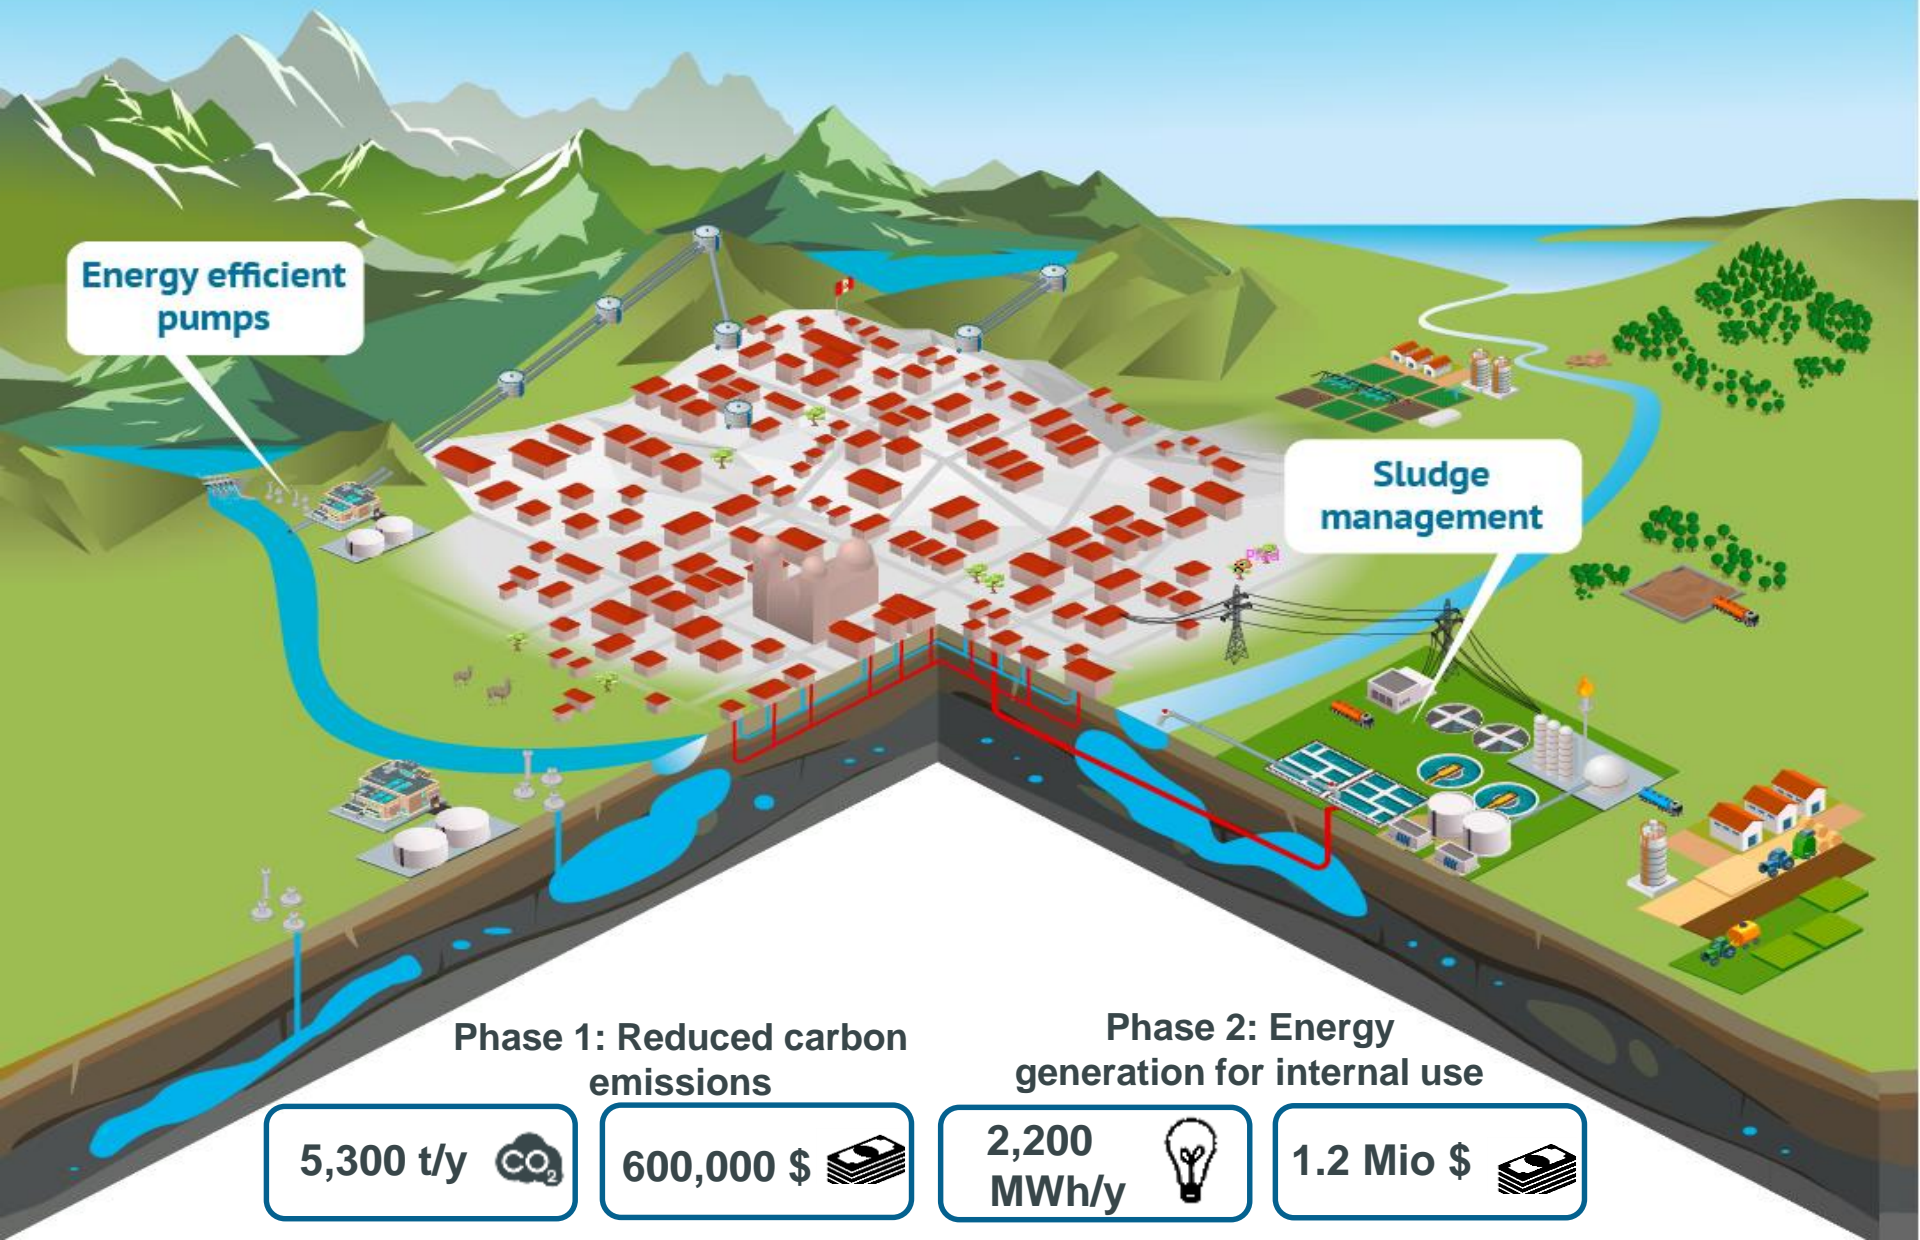 Energy efficient
pumps
Sludge
management
Phase 1: Reduced carbon
emissions
5,300 t/y
CO2
600,000 $
Phase 2: Energy
generation for internal use
2,200
MWh/y
1.2 Mio $